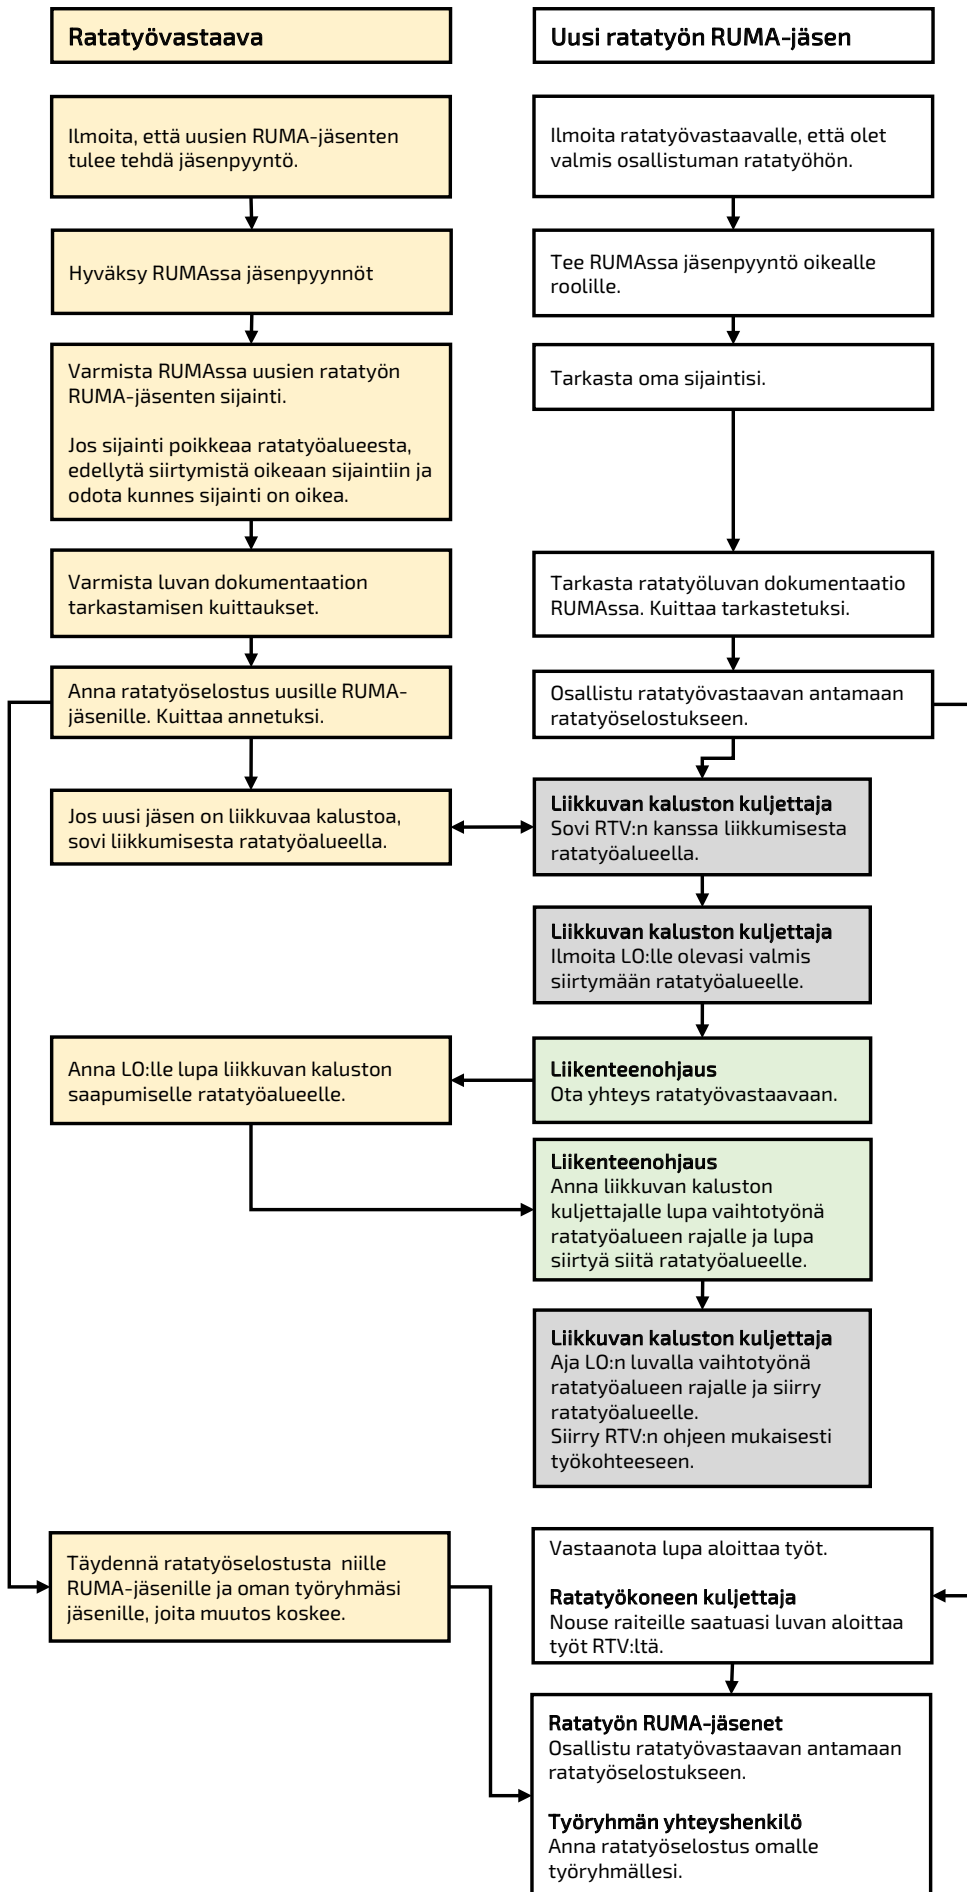 Ratatyövastaava
Uusi ratatyön RUMA-jäsen
Ilmoita, että uusien RUMA-jäsenten
tulee tehdä jäsenpyyntö.
Ilmoita ratatyövastaavalle, että olet
valmis osallistuman ratatyöhön.
Hyväksy RUMAssa jäsenpyynnöt
Tee RUMAssa jäsenpyyntö oikealle
roolille.
Varmista RUMAssa uusien ratatyön
RUMA-jäsenten sijainti.
Jos sijainti poikkeaa ratatyöalueesta,
edellytä siirtymistä oikeaan sijaintiin ja
odota kunnes sijainti on oikea.
Tarkasta oma sijaintisi.
Varmista luvan dokumentaation
tarkastamisen kuittaukset.
Tarkasta ratatyöluvan dokumentaatio
RUMAssa. Kuittaa tarkastetuksi.
Anna ratatyöselostus uusille RUMA-
jäsenille. Kuittaa annetuksi.
Osallistu ratatyövastaavan antamaan
ratatyöselostukseen.
Jos uusi jäsen on liikkuvaa kalustoa,
sovi liikkumisesta ratatyöalueella.
Liikkuvan kaluston kuljettaja
Sovi RTV:n kanssa liikkumisesta
ratatyöalueella.
Liikkuvan kaluston kuljettaja
Ilmoita LO:lle olevasi valmis
siirtymään ratatyöalueelle.
Anna LO:lle lupa liikkuvan kaluston
saapumiselle ratatyöalueelle.
Liikenteenohjaus
Ota yhteys ratatyövastaavaan.
Liikenteenohjaus
Anna liikkuvan kaluston
kuljettajalle lupa vaihtotyönä
ratatyöalueen rajalle ja lupa
siirtyä siitä ratatyöalueelle.
Liikkuvan kaluston kuljettaja
Aja LO:n luvalla vaihtotyönä
ratatyöalueen rajalle ja siirry
ratatyöalueelle.
Siirry RTV:n ohjeen mukaisesti
työkohteeseen.
Täydennä ratatyöselostusta niille
RUMA-jäsenille ja oman työryhmäsi
jäsenille, joita muutos koskee.
Vastaanota lupa aloittaa työt.
Ratatyökoneen kuljettaja
Nouse raiteille saatuasi luvan aloittaa
työt RTV:ltä.
Ratatyön RUMA-jäsenet
Osallistu ratatyövastaavan antamaan
ratatyöselostukseen.
Työryhmän yhteyshenkilö
Anna ratatyöselostus omalle
työryhmällesi.